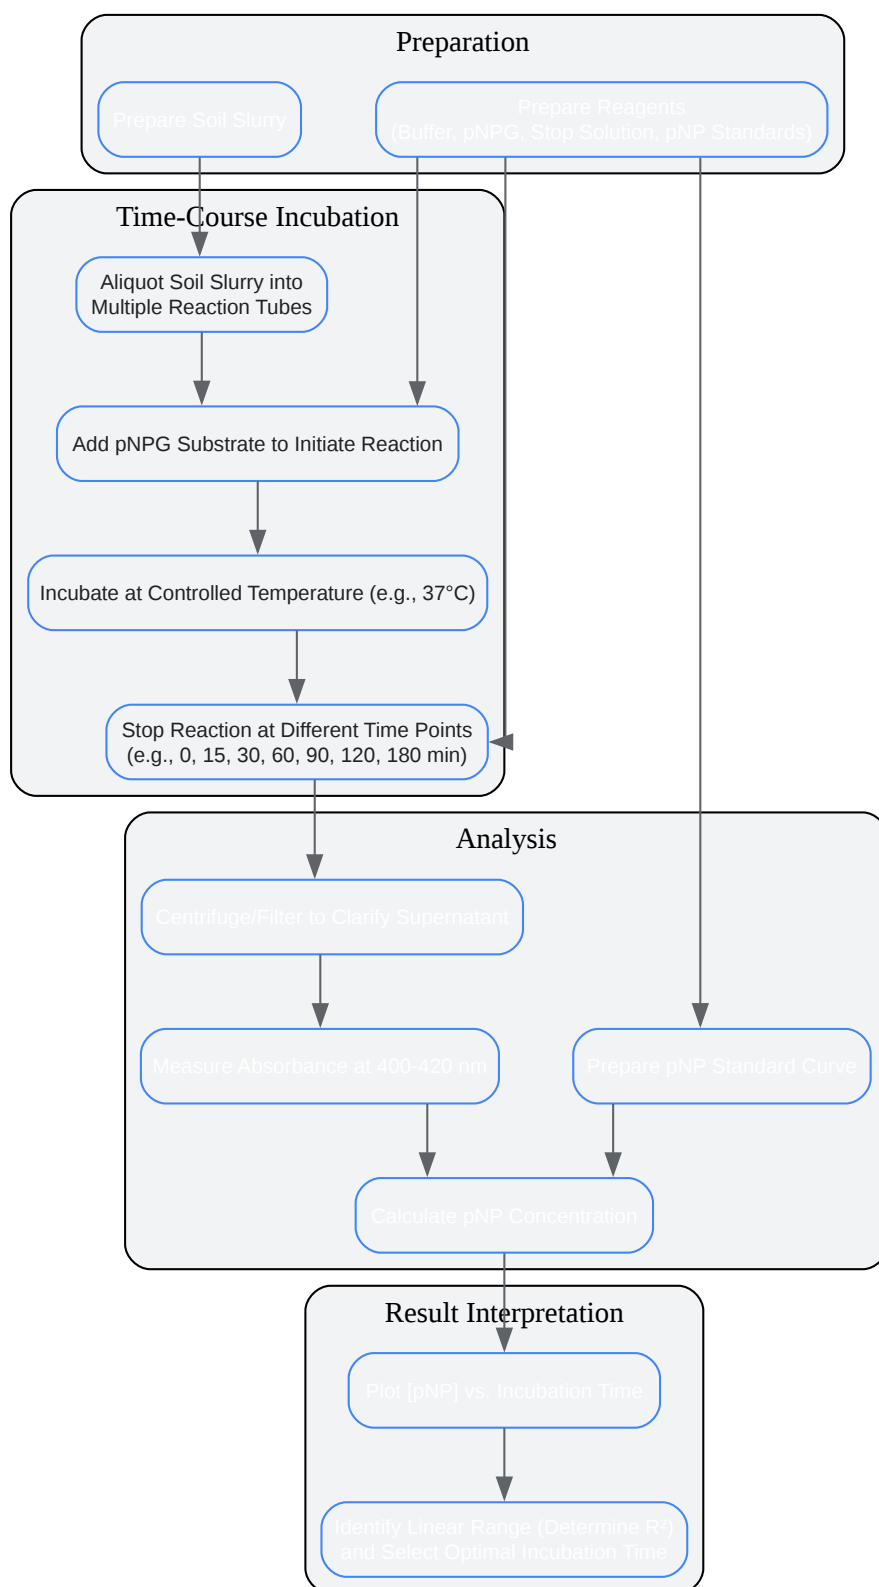 Preparation
Prepare Soil Slurry
Prepare Reagents
(Buffer, pNPG, Stop Solution, pNP Standards)
Time-Course Incubation
Aliquot Soil Slurry into
Multiple Reaction Tubes
Add pNPG Substrate to Initiate Reaction
Incubate at Controlled Temperature (e.g., 37°C)
Stop Reaction at Different Time Points
(e.g., 0, 15, 30, 60, 90, 120, 180 min)
Analysis
Centrifuge/Filter to Clarify Supernatant
Measure Absorbance at 400-420 nm
Prepare pNP Standard Curve
Calculate pNP Concentration
Result Interpretation
Plot [pNP] vs. Incubation Time
Identify Linear Range (Determine R²)
and Select Optimal Incubation Time